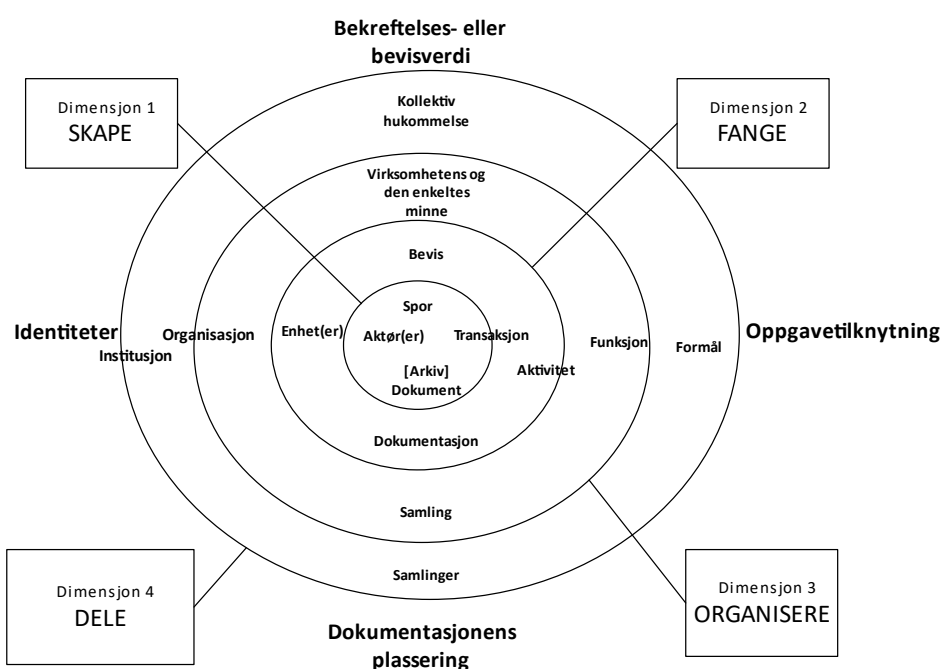 Bekreftelses- eller
bevisverdi
Dimensjon 1
SKAPE
Kollektiv
hukommelse
Dimensjon 2
FANGE
Virksomhetens og
den enkeltes
minne
Bevis
Spor
Identiteter
Institusjon
Organisasjon
Enhet(er)
Aktør(er)
Transaksjon
Aktivitet
Funksjon
Formål
Oppgavetilknytning
[Arkiv]
Dokument
Dokumentasjon
Samling
Samlinger
Dimensjon 4
DELE
Dimensjon 3
ORGANISERE
Dokumentasjonens
plassering